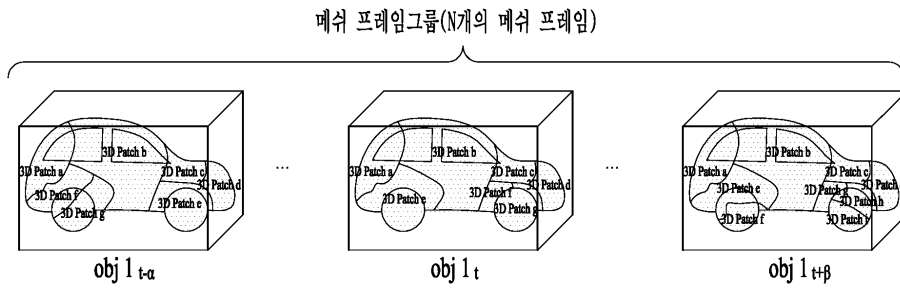 메쉬 프레임그룹(N개의 메쉬 프레임)
3D Patch b
3D Patch a
3D Patch c
3D Patch d
3D Patch f
3D Patch g
3D Patch e
obj 1 t-α
...
3D Patch b
3D Patch a
3D Patch c
3D Patch d
3D Patch f
3D Patch e
3D Patch g
obj 1 t
...
3D Patch b
3D Patch a
3D Patch c
3D Patch d
3D Patch e
3D Patch g
3D Patch h
3D Patch f
3D Patch i
obj 1 t+β